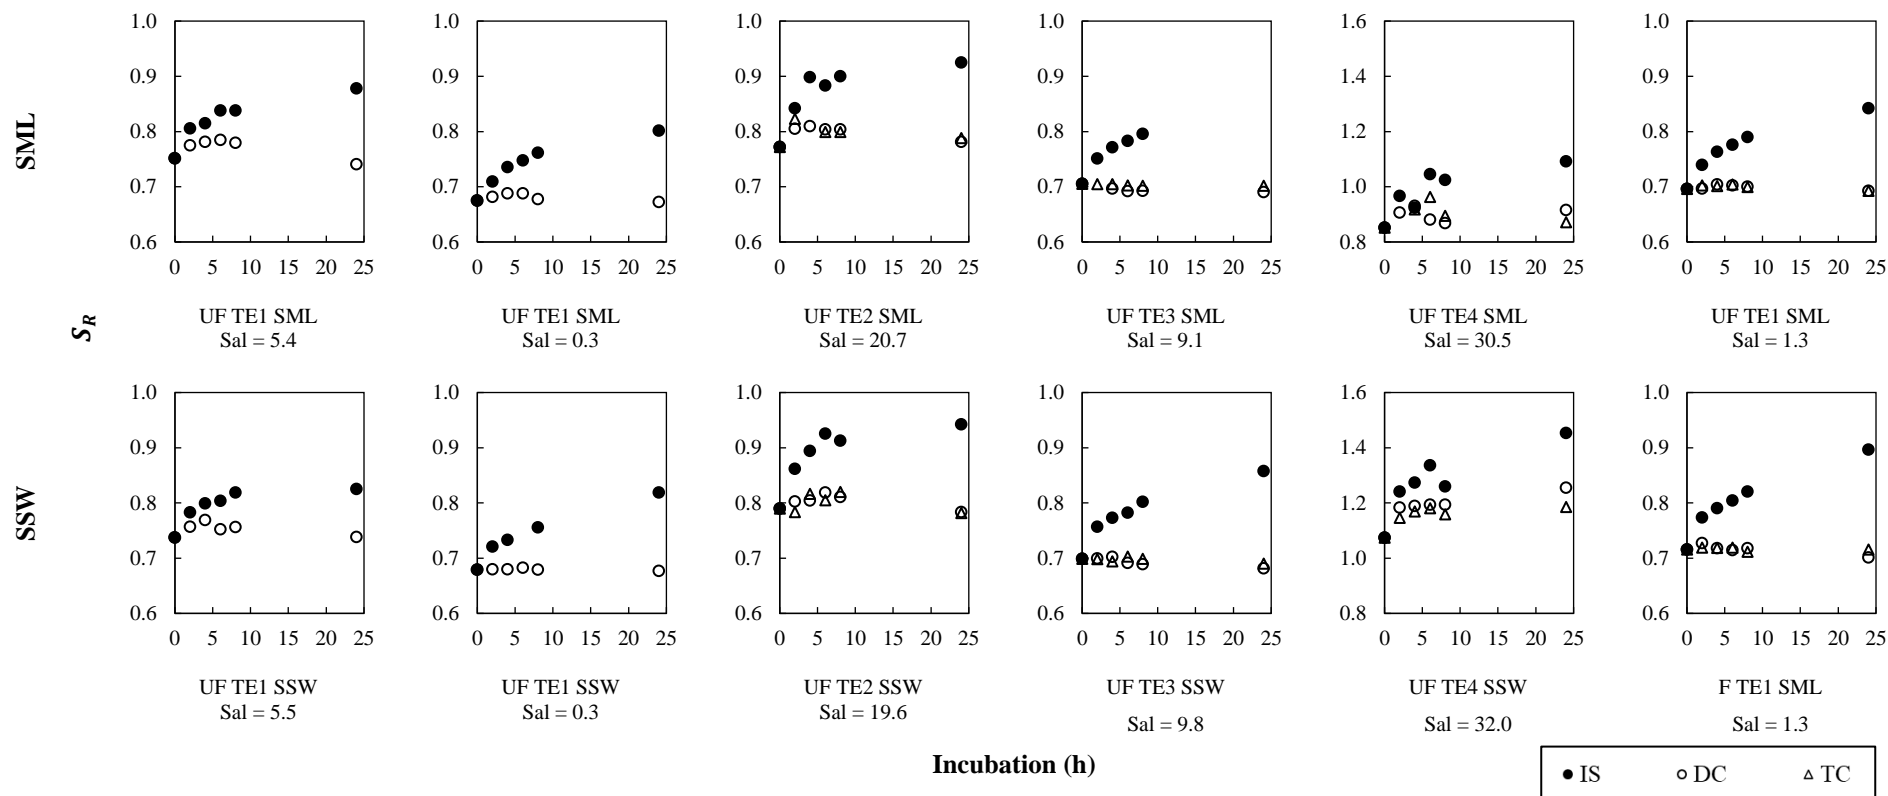 SML
1.0
0.9
0.8
0.7
0.6
0 5 10 15 20 25
UF TE1 SML
Sal = 5.4
1.0
0.9
0.8
0.7
0.6
0 5 10 15 20 25
UF TE1 SML
Sal = 0.3
1.0
0.9
0.8
0.7
0.6
0 5 10 15 20 25
UF TE2 SML
Sal = 20.7
1.0
0.9
0.8
0.7
0.6
0 5 10 15 20 25
UF TE3 SML
Sal = 9.1
1.6
1.4
1.2
1.0
0.8
0 5 10 15 20 25
UF TE4 SML
Sal = 30.5
1.0
0.9
0.8
0.7
0.6
0 5 10 15 20 25
UF TE1 SML
Sal = 1.3
S_R
SSW
1.0
0.9
0.8
0.7
0.6
0 5 10 15 20 25
UF TE1 SSW
Sal = 5.5
1.0
0.9
0.8
0.7
0.6
0 5 10 15 20 25
UF TE1 SSW
Sal = 0.3
1.0
0.9
0.8
0.7
0.6
0 5 10 15 20 25
UF TE2 SSW
Sal = 19.6
1.0
0.9
0.8
0.7
0.6
0 5 10 15 20 25
UF TE3 SSW
Sal = 9.8
1.6
1.4
1.2
1.0
0.8
0 5 10 15 20 25
UF TE4 SSW
Sal = 32.0
1.0
0.9
0.8
0.7
0.6
0 5 10 15 20 25
F TE1 SML
Sal = 1.3
Incubation (h)
IS DC TC